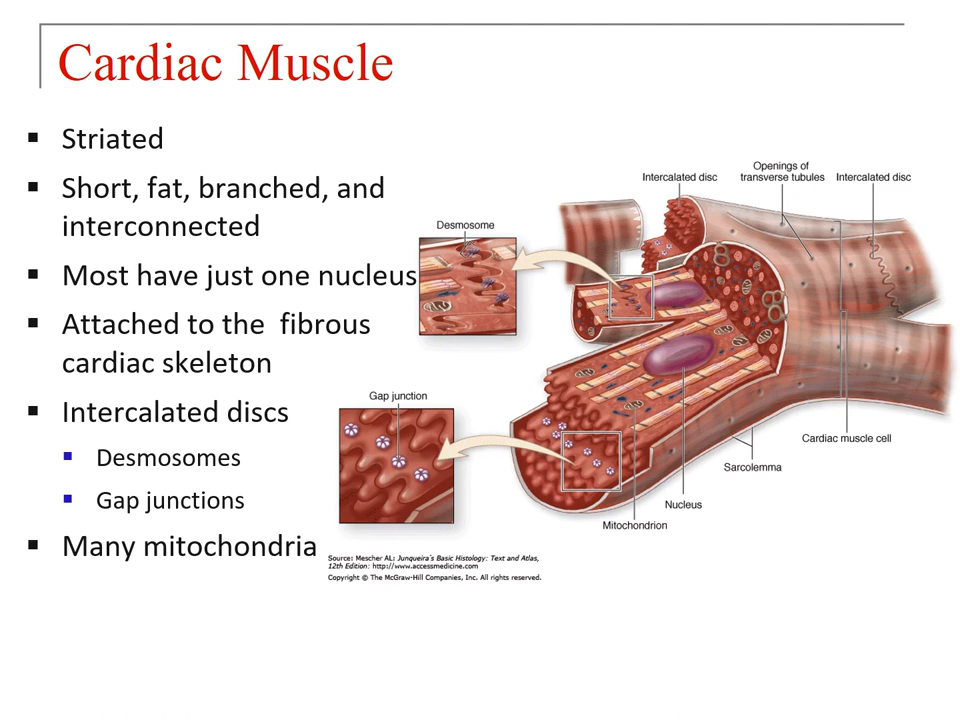 Cardiac Muscle
▪ Striated
▪ Short, fat, branched, and
interconnected
▪ Most have just one nucleus
▪ Attached to the  fibrous
cardiac skeleton
▪ Intercalated discs
▪ Desmosomes
▪ Gap junctions
▪ Many mitochondria
Intercalated disc
Openings of
transverse tubules
Intercalated disc
Desmosome
Gap junction
Cardiac muscle cell
Sarcolemma
Nucleus
Mitochondrion
Source: Mescher AL: Junqueira's Basic Histology: Text and Atlas,
12th Edition: http://www.accessmedicine.com
Copyright © The McGraw-Hill Companies, Inc. All rights reserved.